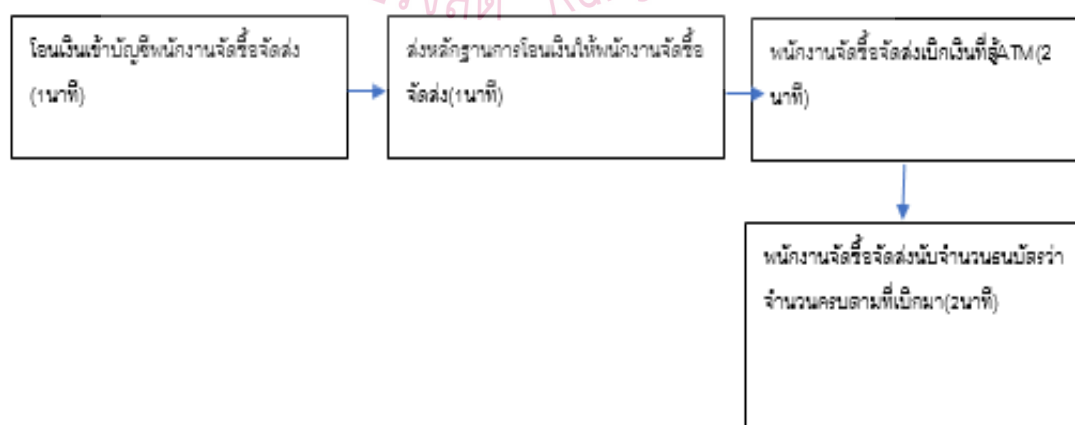 โอนเงินเข้าบัญชีพนักงานจัดซื้อจัดส่ง
(1นาที)
ส่งหลักฐานการโอนเงินให้พนักงานจัดซื้อ
จัดส่ง(1นาที)
พนักงานจัดซื้อจัดส่งเบิกเงินที่ตู้ATM(2
นาที)
พนักงานจัดซื้อจัดส่งนับจำนวนธนบัตรว่า
จำนวนครบตามที่เบิกมา(2นาที)